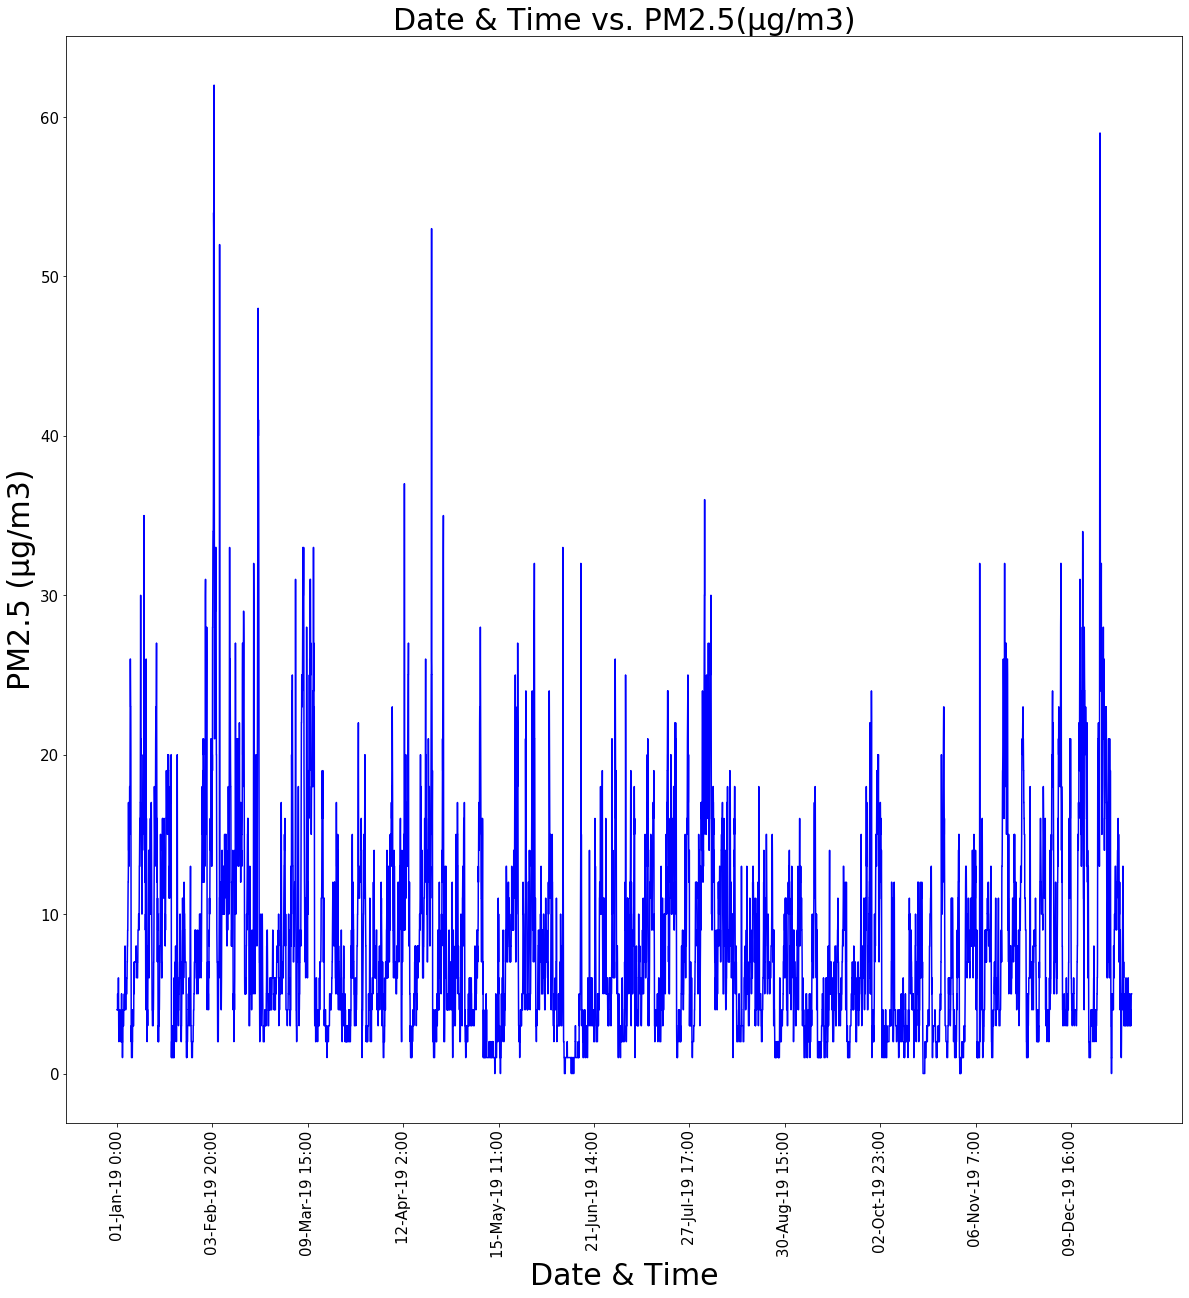 Date & Time vs. PM2.5(µg/m3)
60
50
40
30
20
10
0
PM2.5 (µg/m3)
01-Jan-19 0:00
03-Feb-19 20:00
09-Mar-19 15:00
12-Apr-19 2:00
15-May-19 11:00
21-Jun-19 14:00
27-Jul-19 17:00
30-Aug-19 15:00
02-Oct-19 23:00
06-Nov-19 7:00
09-Dec-19 16:00
Date & Time